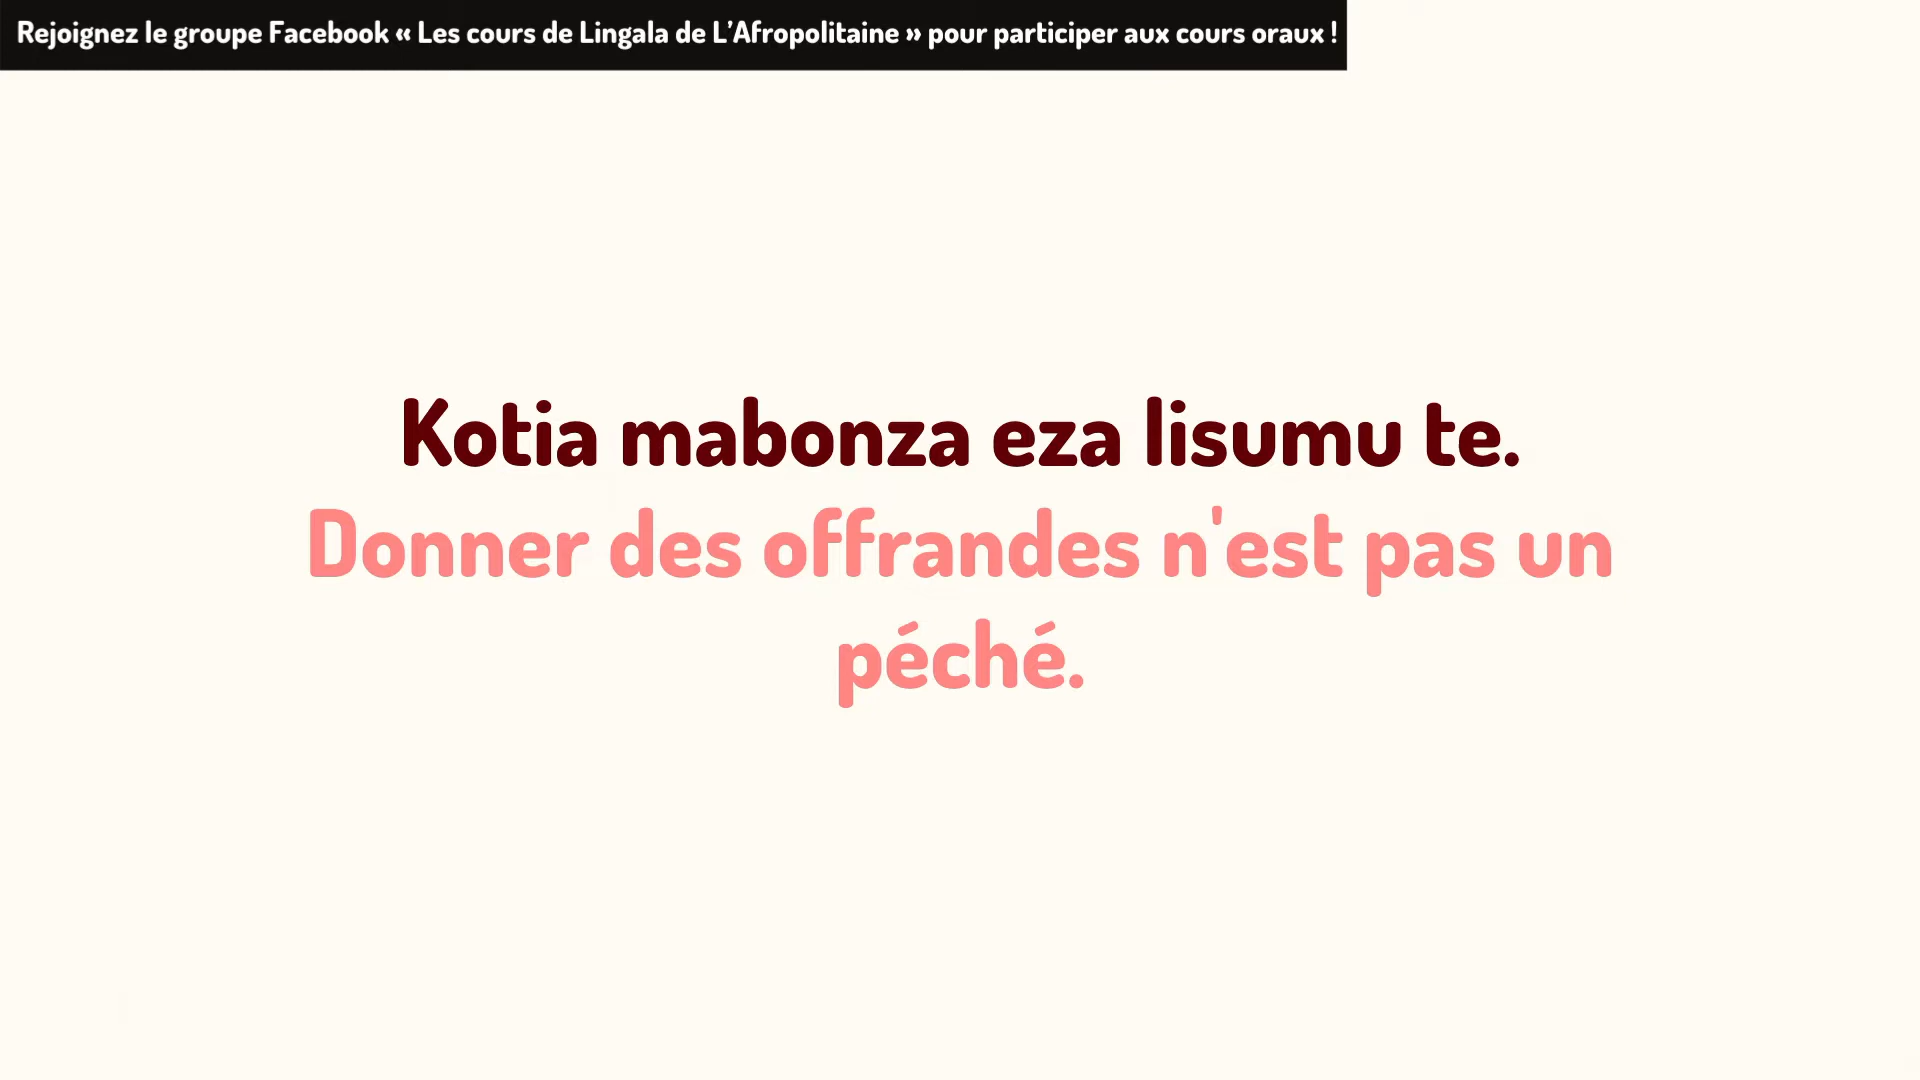 Rejoignez le groupe Facebook « Les cours de Lingala de L’Afropolitaine » pour participer aux cours oraux !
Kotia mabonza eza lisumu te.
Donner des offrandes n'est pas un
péché.